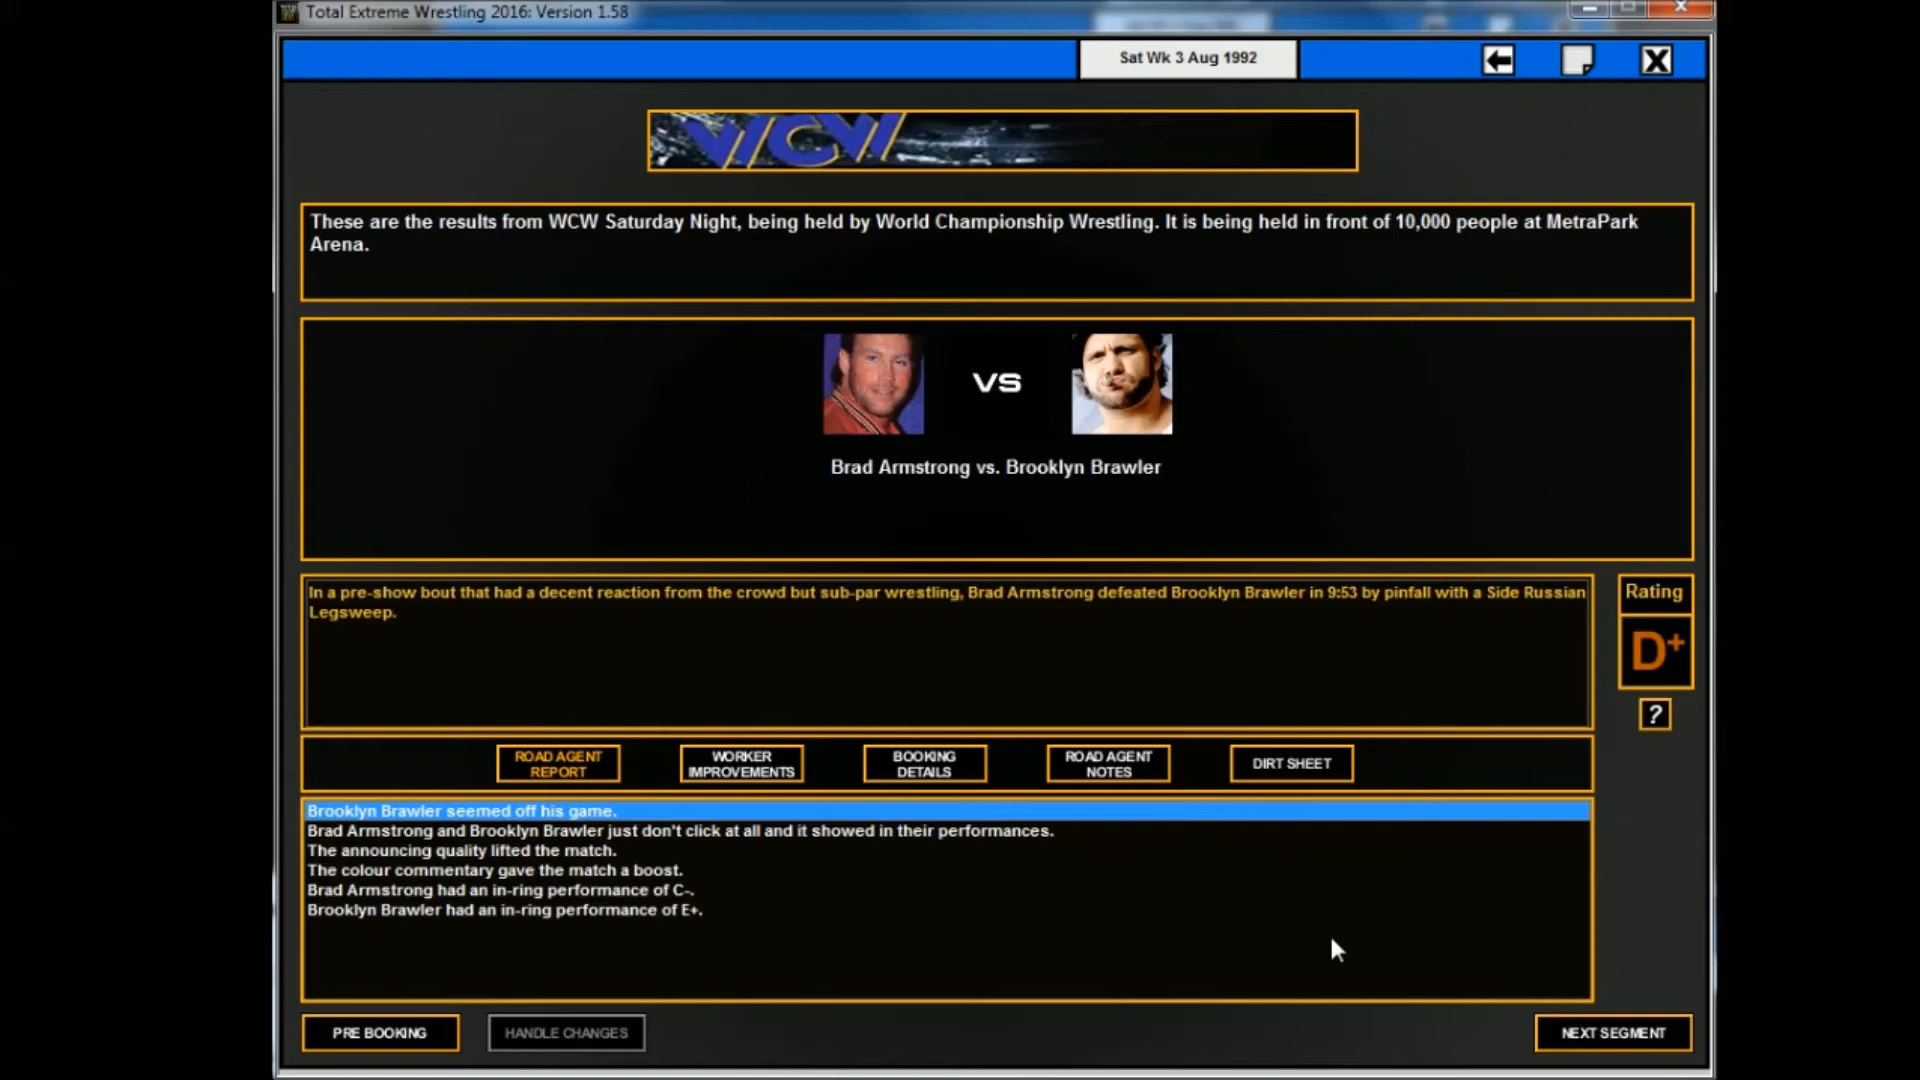 Total Extreme Wrestling 2016: Version 1.58
Sat Wk 3 Aug 1992
WCW
These are the results from WCW Saturday Night, being held by World Championship Wrestling. It is being held in front of 10,000 people at MetraPark
Arena.
VS
Brad Armstrong vs. Brooklyn Brawler
In a pre-show bout that had a decent reaction from the crowd but sub-par wrestling, Brad Armstrong defeated Brooklyn Brawler in 9:53 by pinfall with a Side Russian
Legsweep.
Rating
D+
?
ROAD AGENT
REPORT
WORKER
IMPROVEMENTS
BOOKING
DETAILS
ROAD AGENT
NOTES
DIRT SHEET
Brooklyn Brawler seemed off his game.
Brad Armstrong and Brooklyn Brawler just don't click at all and it showed in their performances.
The announcing quality lifted the match.
The colour commentary gave the match a boost.
Brad Armstrong had an in-ring performance of C-.
Brooklyn Brawler had an in-ring performance of E+.
PRE BOOKING
HANDLE CHANGES
NEXT SEGMENT